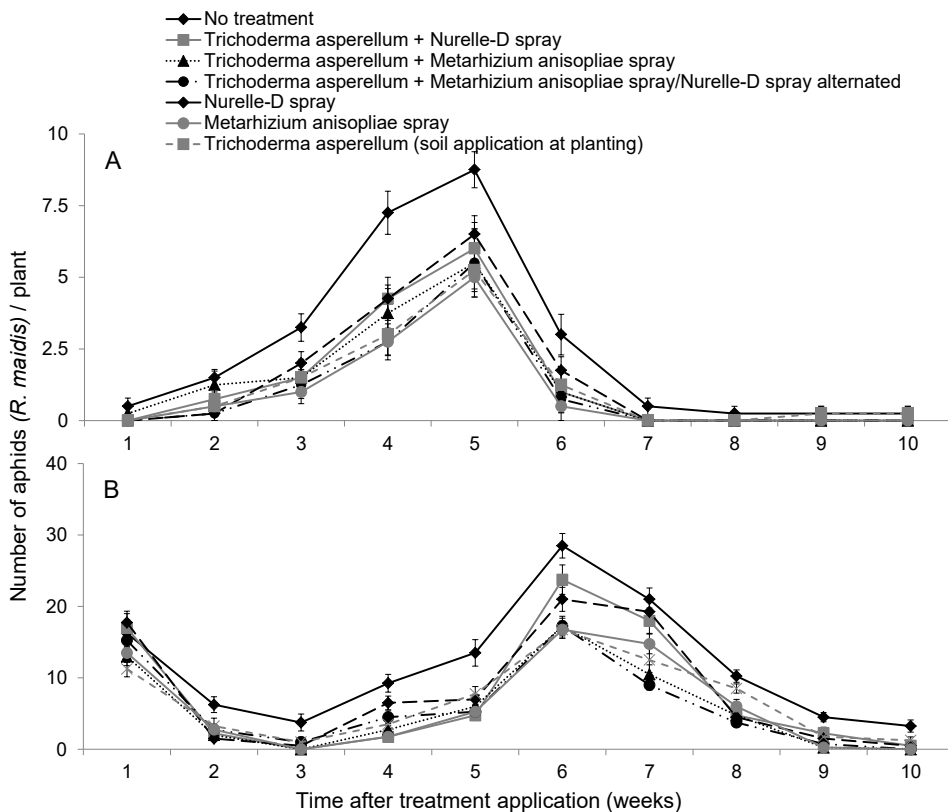 No treatment
Trichoderma asperellum + Nurelle-D spray
Trichoderma asperellum + Metarhizium anisopliae spray
Trichoderma asperellum + Metarhizium anisopliae spray/Nurelle-D spray alternated
Nurelle-D spray
Metarhizium anisopliae spray
Trichoderma asperellum (soil application at planting)
Number of aphids (R. maidis) / plant
A
10
7.5
5
2.5
0
1 2 3 4 5 6 7 8 9 10
B
40
30
20
10
0
1 2 3 4 5 6 7 8 9 10
Time after treatment application (weeks)